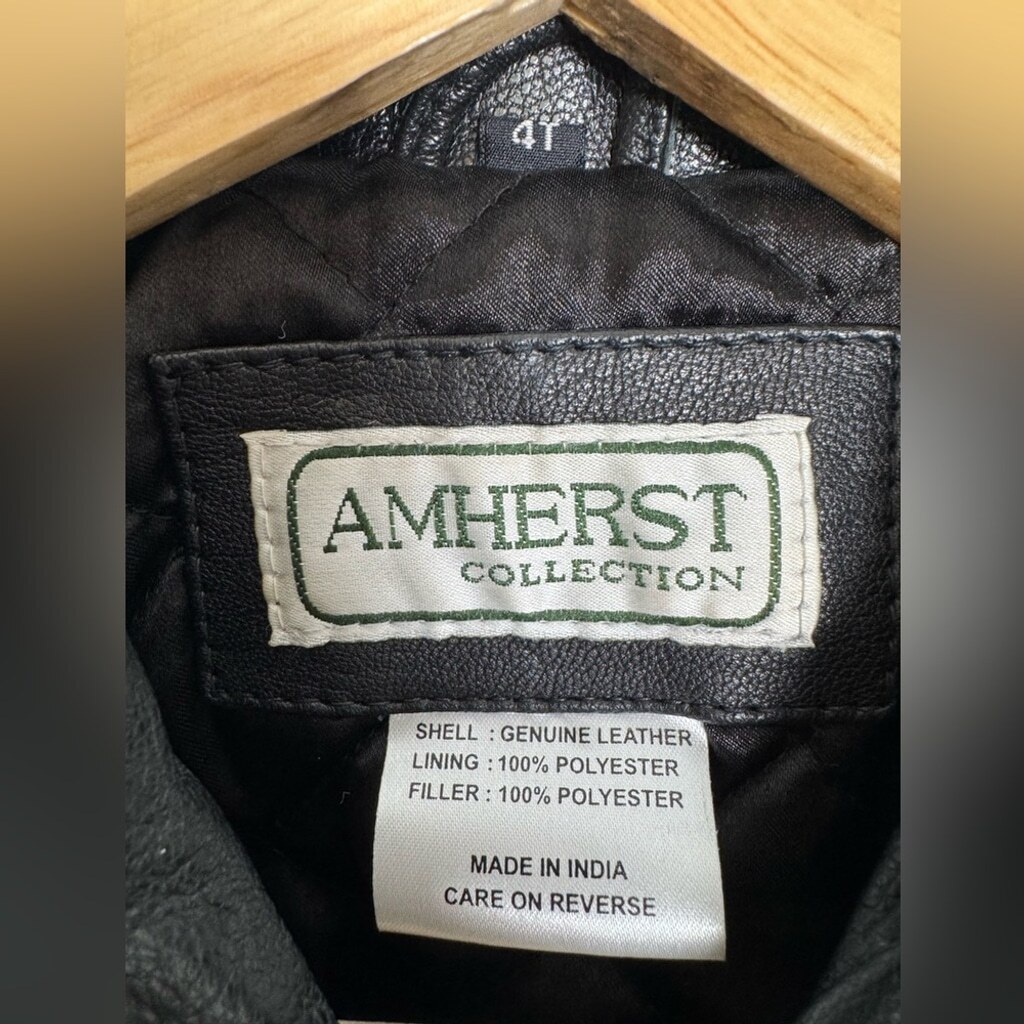 4T
AMHERST
COLLECTION
SHELL : GENUINE LEATHER
LINING : 100% POLYESTER
FILLER : 100% POLYESTER
MADE IN INDIA
CARE ON REVERSE